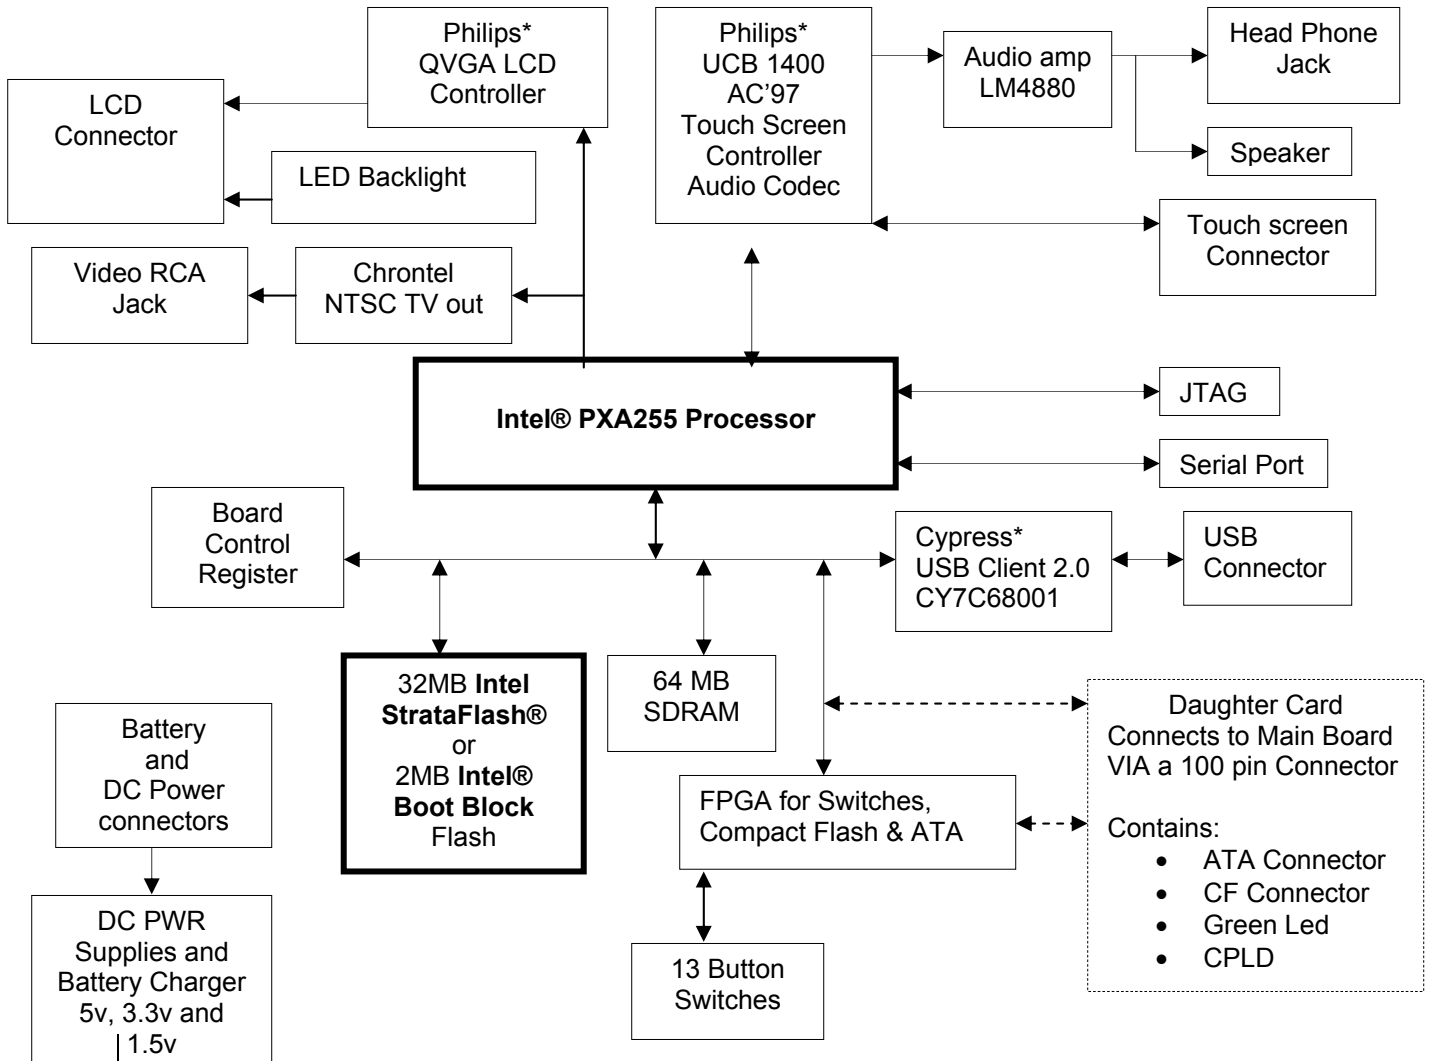 Philips*
QVGA LCD
Controller
Philips*
UCB 1400
AC’97
Touch Screen
Controller
Audio Codec
Audio amp
LM4880
Head Phone
Jack
LCD
Connector
LED Backlight
Speaker
Touch screen
Connector
Video RCA
Jack
Chrontel
NTSC TV out
Intel® PXA255 Processor
JTAG
Serial Port
Board
Control
Register
Cypress*
USB Client 2.0
CY7C68001
USB
Connector
32MB Intel
StrataFlash®
or
2MB Intel®
Boot Block
Flash
64 MB
SDRAM
Battery
and
DC Power
connectors
FPGA for Switches,
Compact Flash & ATA
Daughter Card
Connects to Main Board
VIA a 100 pin Connector
Contains:
• ATA Connector
• CF Connector
• Green Led
• CPLD
DC PWR
Supplies and
Battery Charger
5v, 3.3v and
1.5v
13 Button
Switches